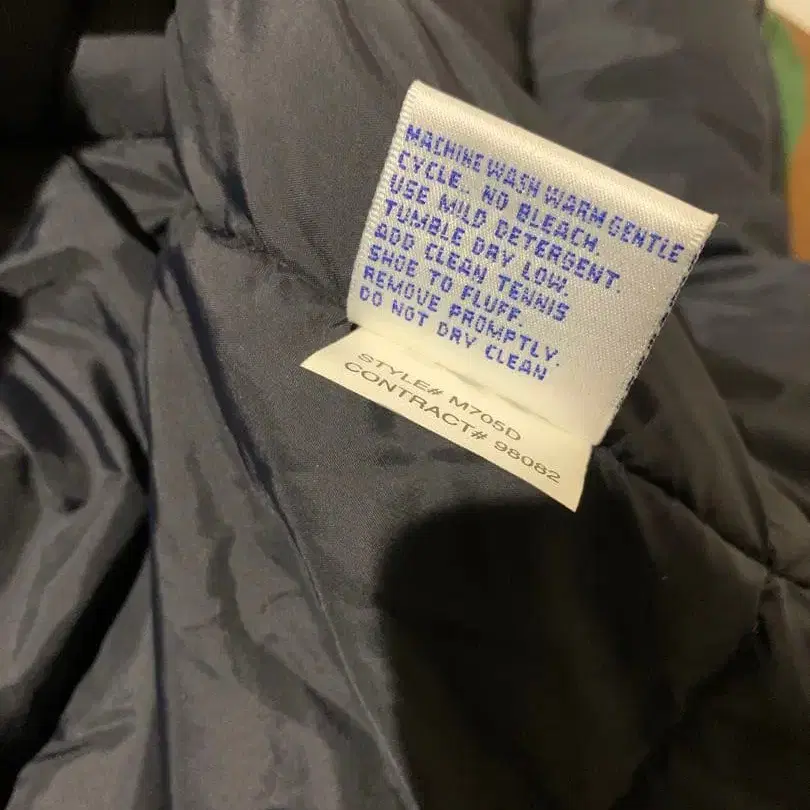 MACHINE WASH WARM GENTLE
CYCLE. NO BLEACH.
USE MILD DETERGENT.
TUMBLE DRY LOW.
ADD CLEAN TENNIS
SHOE TO FLUFF.
REMOVE PROMPTLY.
DO NOT DRY CLEAN
STYLE# M705D
CONTRACT# 98082